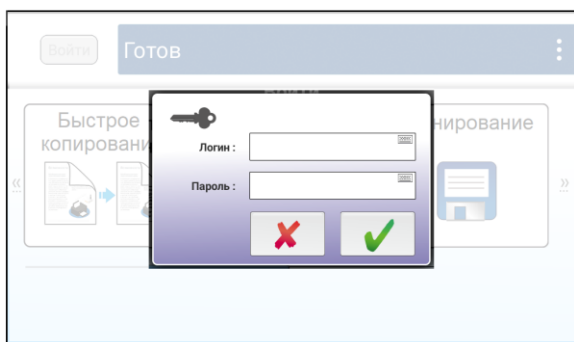 Войти
Готов
Быстрое
копировани
нирование
Логин :
Пароль :